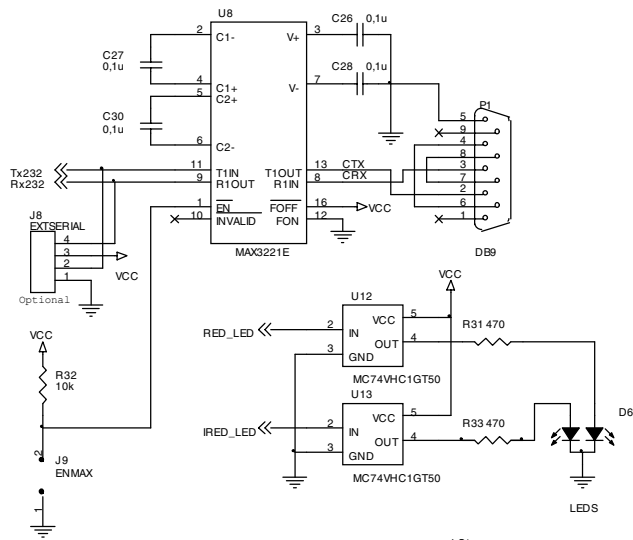 U8
C26 0,1u
C27
0,1u
C28 0,1u
C30
0,1u
2 C1- V+ 3
4 C1+ V- 7
5 C2+
6 C2-
P1
5
9
4
8
3
7
2
6
1
DB9
Tx232 11 T1IN T1OUT 13 CTX
Rx232 9 R1OUT R1IN 8 CRX
1 EN FOFF 16 VCC
10 INVALID FON 12
MAX3221E
J8
EXTSERIAL
4
3
2
1
VCC
Optional
VCC
R32
10k
2
J9
ENMAX
1
VCC
U12
RED_LED 2 IN VCC 5
3 GND OUT 4
R31 470
MC74VHC1GT50
U13
IRED_LED 2 IN VCC 5
3 GND OUT 4
R33 470
MC74VHC1GT50
D6
LEDS